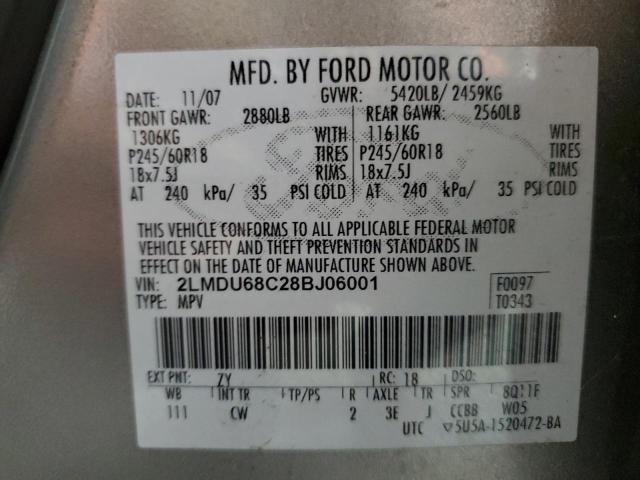 MFD. BY FORD MOTOR CO.
DATE: 11/07 GVWR: 5420LB/ 2459KG
FRONT GAWR: 2880LB REAR GAWR: 2560LB
1306KG WITH 1161KG WITH
P245/60R18 TIRES P245/60R18 TIRES
18x7.5J RIMS 18x7.5J RIMS
AT 240 kPa/ 35 PSI COLD AT 240 kPa/ 35 PSI COLD
THIS VEHICLE CONFORMS TO ALL APPLICABLE FEDERAL MOTOR
VEHICLE SAFETY AND THEFT PREVENTION STANDARDS IN
EFFECT ON THE DATE OF MANUFACTURE SHOWN ABOVE.
VIN: 2LMDU68C28BJ06001 F0097
TYPE: MPV T0343
EXT PNT: ZY RC: 18 DSO:
WB INT TR TP/PS R AXLE TR SPR 8Q11F
111 CW 2 3E J CCBB W05
UTC 5U5A-1520472-BA